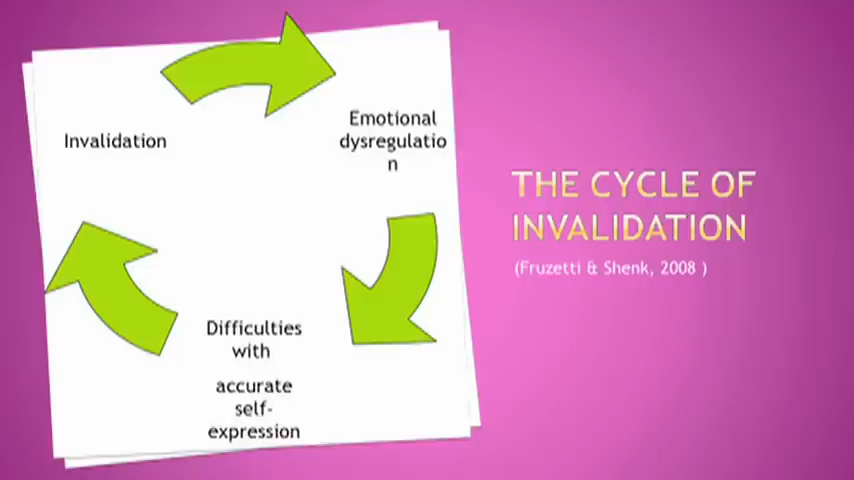 Invalidation
Emotional
dysregulatio
n
Difficulties
with
accurate
self-
expression
THE CYCLE OF
INVALIDATION
(Fruzetti & Shenk, 2008 )